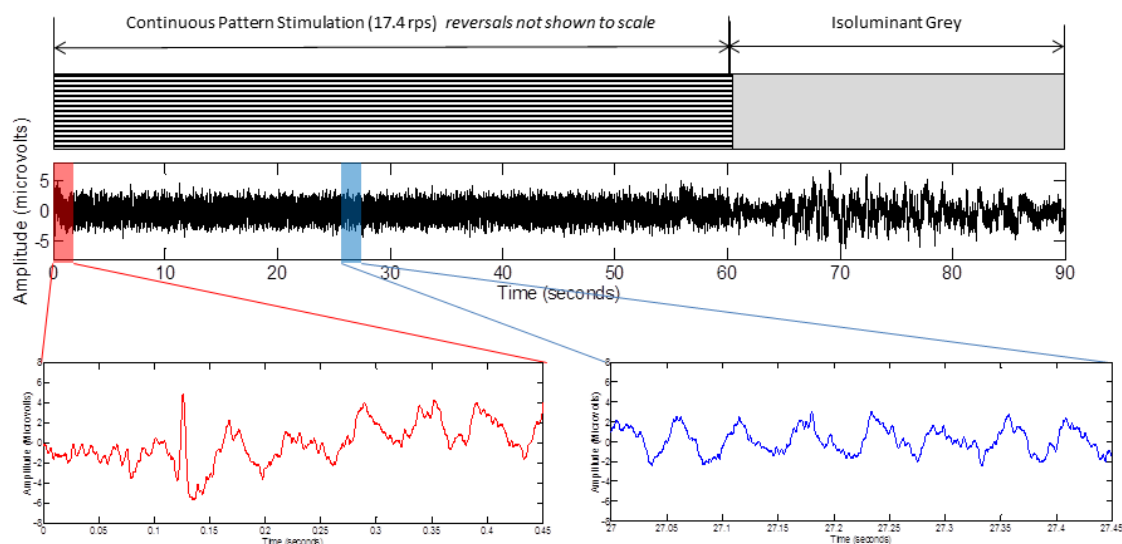 Continuous Pattern Stimulation (17.4 rps) reversals not shown to scale
Isoluminant Grey
Amplitude (microvolts)
5
0
-5
0 10 20 30 40 50 60 70 80 90
Time (seconds)
Amplitude (Microvolts)
8
6
4
2
0
-2
-4
-6
-8
0 0.05 0.1 0.15 0.2 0.25 0.3 0.35 0.4 0.45
Time (seconds)
Amplitude (Microvolts)
8
6
4
2
0
-2
-4
-6
-8
27 27.05 27.1 27.15 27.2 27.25 27.3 27.35 27.4 27.45
Time (seconds)